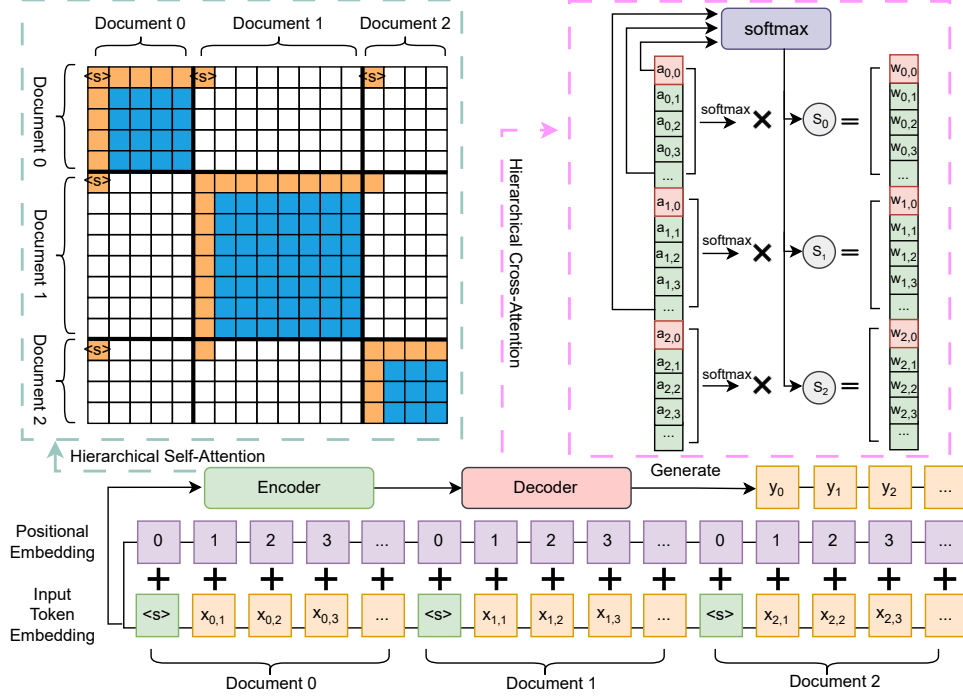 Document 0 Document 1 Document 2
<s> <s> <s>
Document 0
<s>
Document 1
<s>
Document 2
Hierarchical Self-Attention
softmax
Hierarchical Cross-Attention
a0,0
a0,1
a0,2
a0,3
...
softmax × S0 =
w0,0
w0,1
w0,2
w0,3
...
a1,0
a1,1
a1,2
a1,3
...
softmax × S1 =
w1,0
w1,1
w1,2
w1,3
...
a2,0
a2,1
a2,2
a2,3
...
softmax × S2 =
w2,0
w2,1
w2,2
w2,3
...
Encoder Decoder Generate y0 y1 y2 ...
Positional
Embedding
0 1 2 3 ... 0 1 2 3 ... 0 1 2 3 ...
+ + + + + + + + + + + + + + +
Input
Token
Embedding
<s> x0,1 x0,2 x0,3 ... <s> x1,1 x1,2 x1,3 ... <s> x2,1 x2,2 x2,3 ...
Document 0 Document 1 Document 2